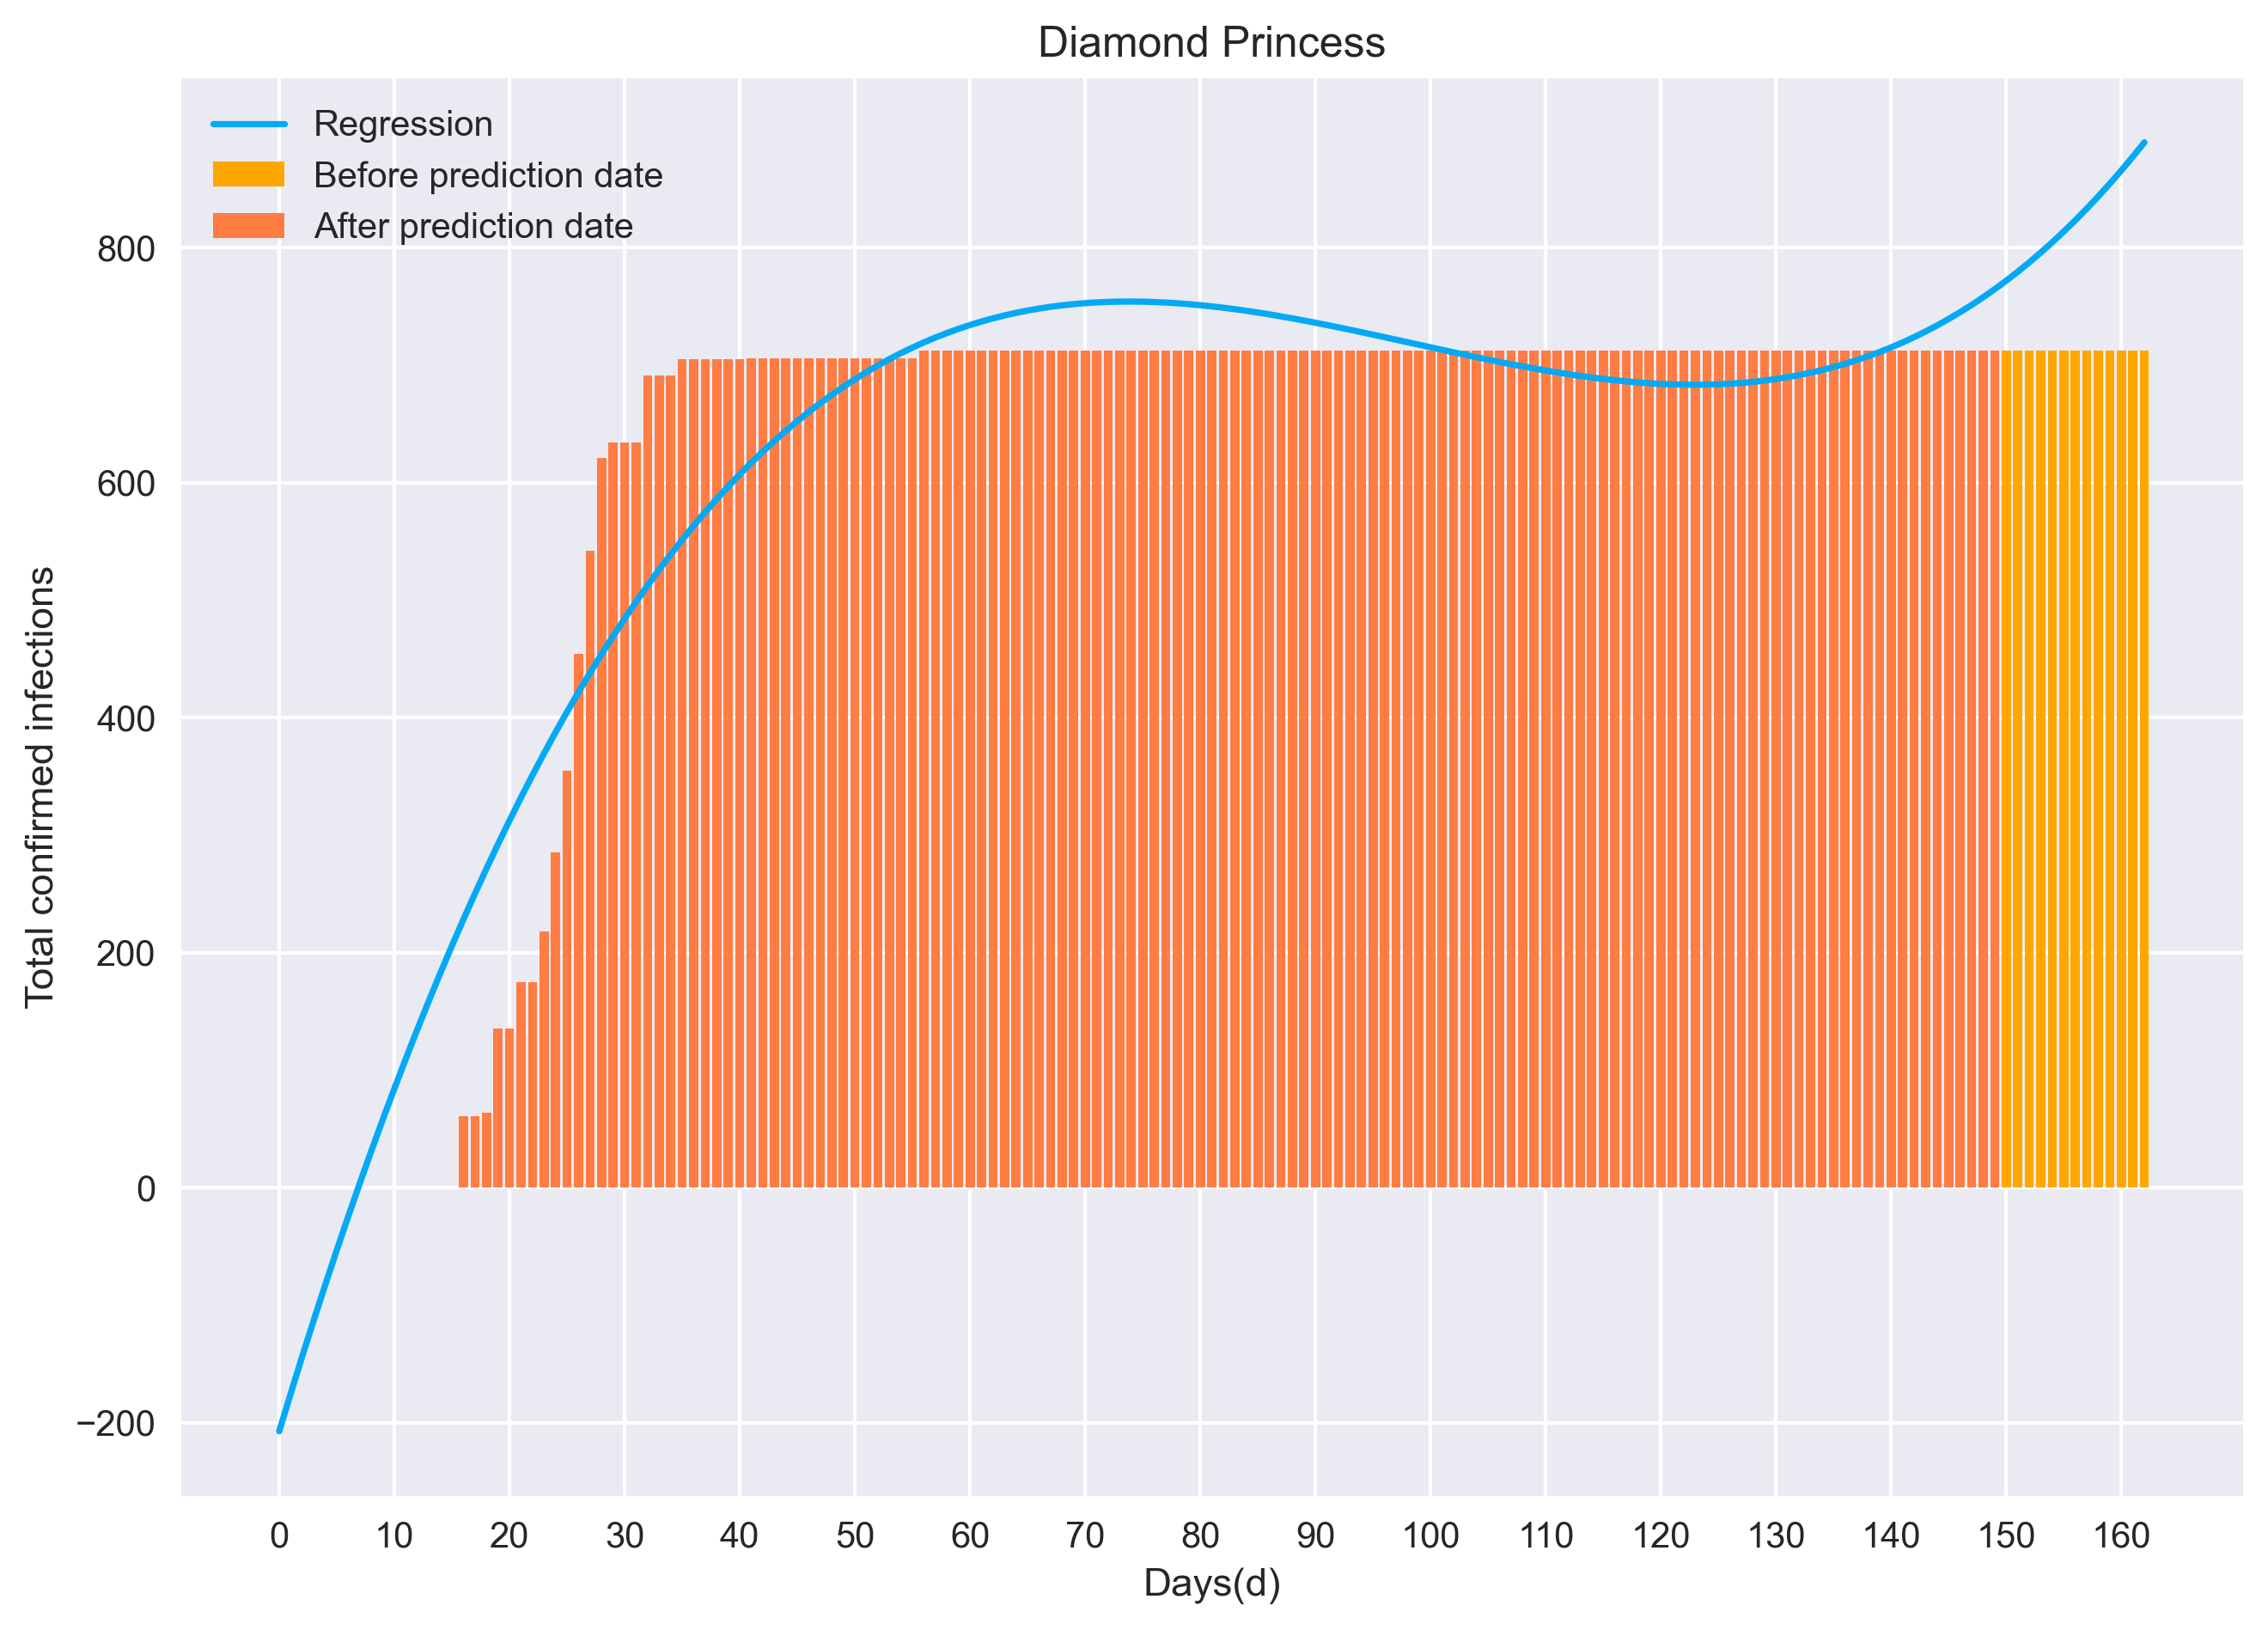 Diamond Princess
Regression
Before prediction date
After prediction date
800
600
400
200
0
−200
Total confirmed infections
0 10 20 30 40 50 60 70 80 90 100 110 120 130 140 150 160
Days(d)